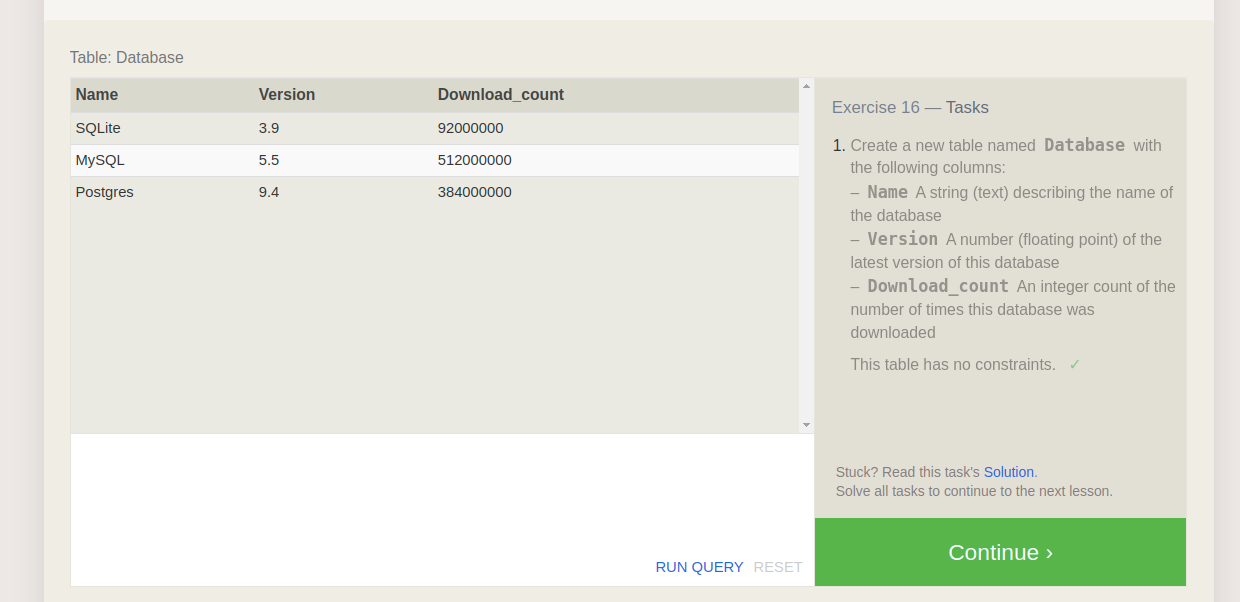 Table: Database
Name Version Download_count
SQLite 3.9 92000000
MySQL 5.5 512000000
Postgres 9.4 384000000
RUN QUERY RESET
Exercise 16 — Tasks
1. Create a new table named Database with
the following columns:
– Name A string (text) describing the name of
the database
– Version A number (floating point) of the
latest version of this database
– Download_count An integer count of the
number of times this database was
downloaded
This table has no constraints. ✓
Stuck? Read this task's Solution.
Solve all tasks to continue to the next lesson.
Continue ›